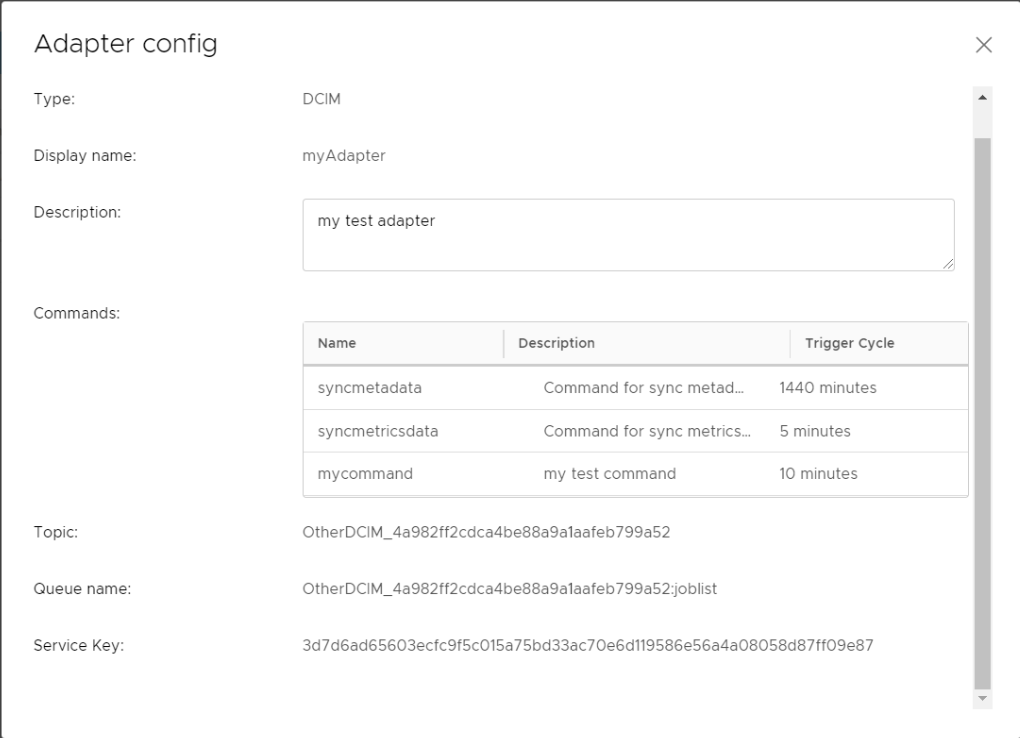 Adapter config
Type: DCIM
Display name: myAdapter
Description: my test adapter
Commands:
Name Description Trigger Cycle
syncmetadata Command for sync metad... 1440 minutes
syncmetricsdata Command for sync metrics... 5 minutes
mycommand my test command 10 minutes
Topic: OtherDCIM_4a982ff2cdca4be88a9a1aafeb799a52
Queue name: OtherDCIM_4a982ff2cdca4be88a9a1aafeb799a52:joblist
Service Key: 3d7d6ad65603ecfc9f5c015a75bd33ac70e6d119586e56a4a08058d87ff09e87